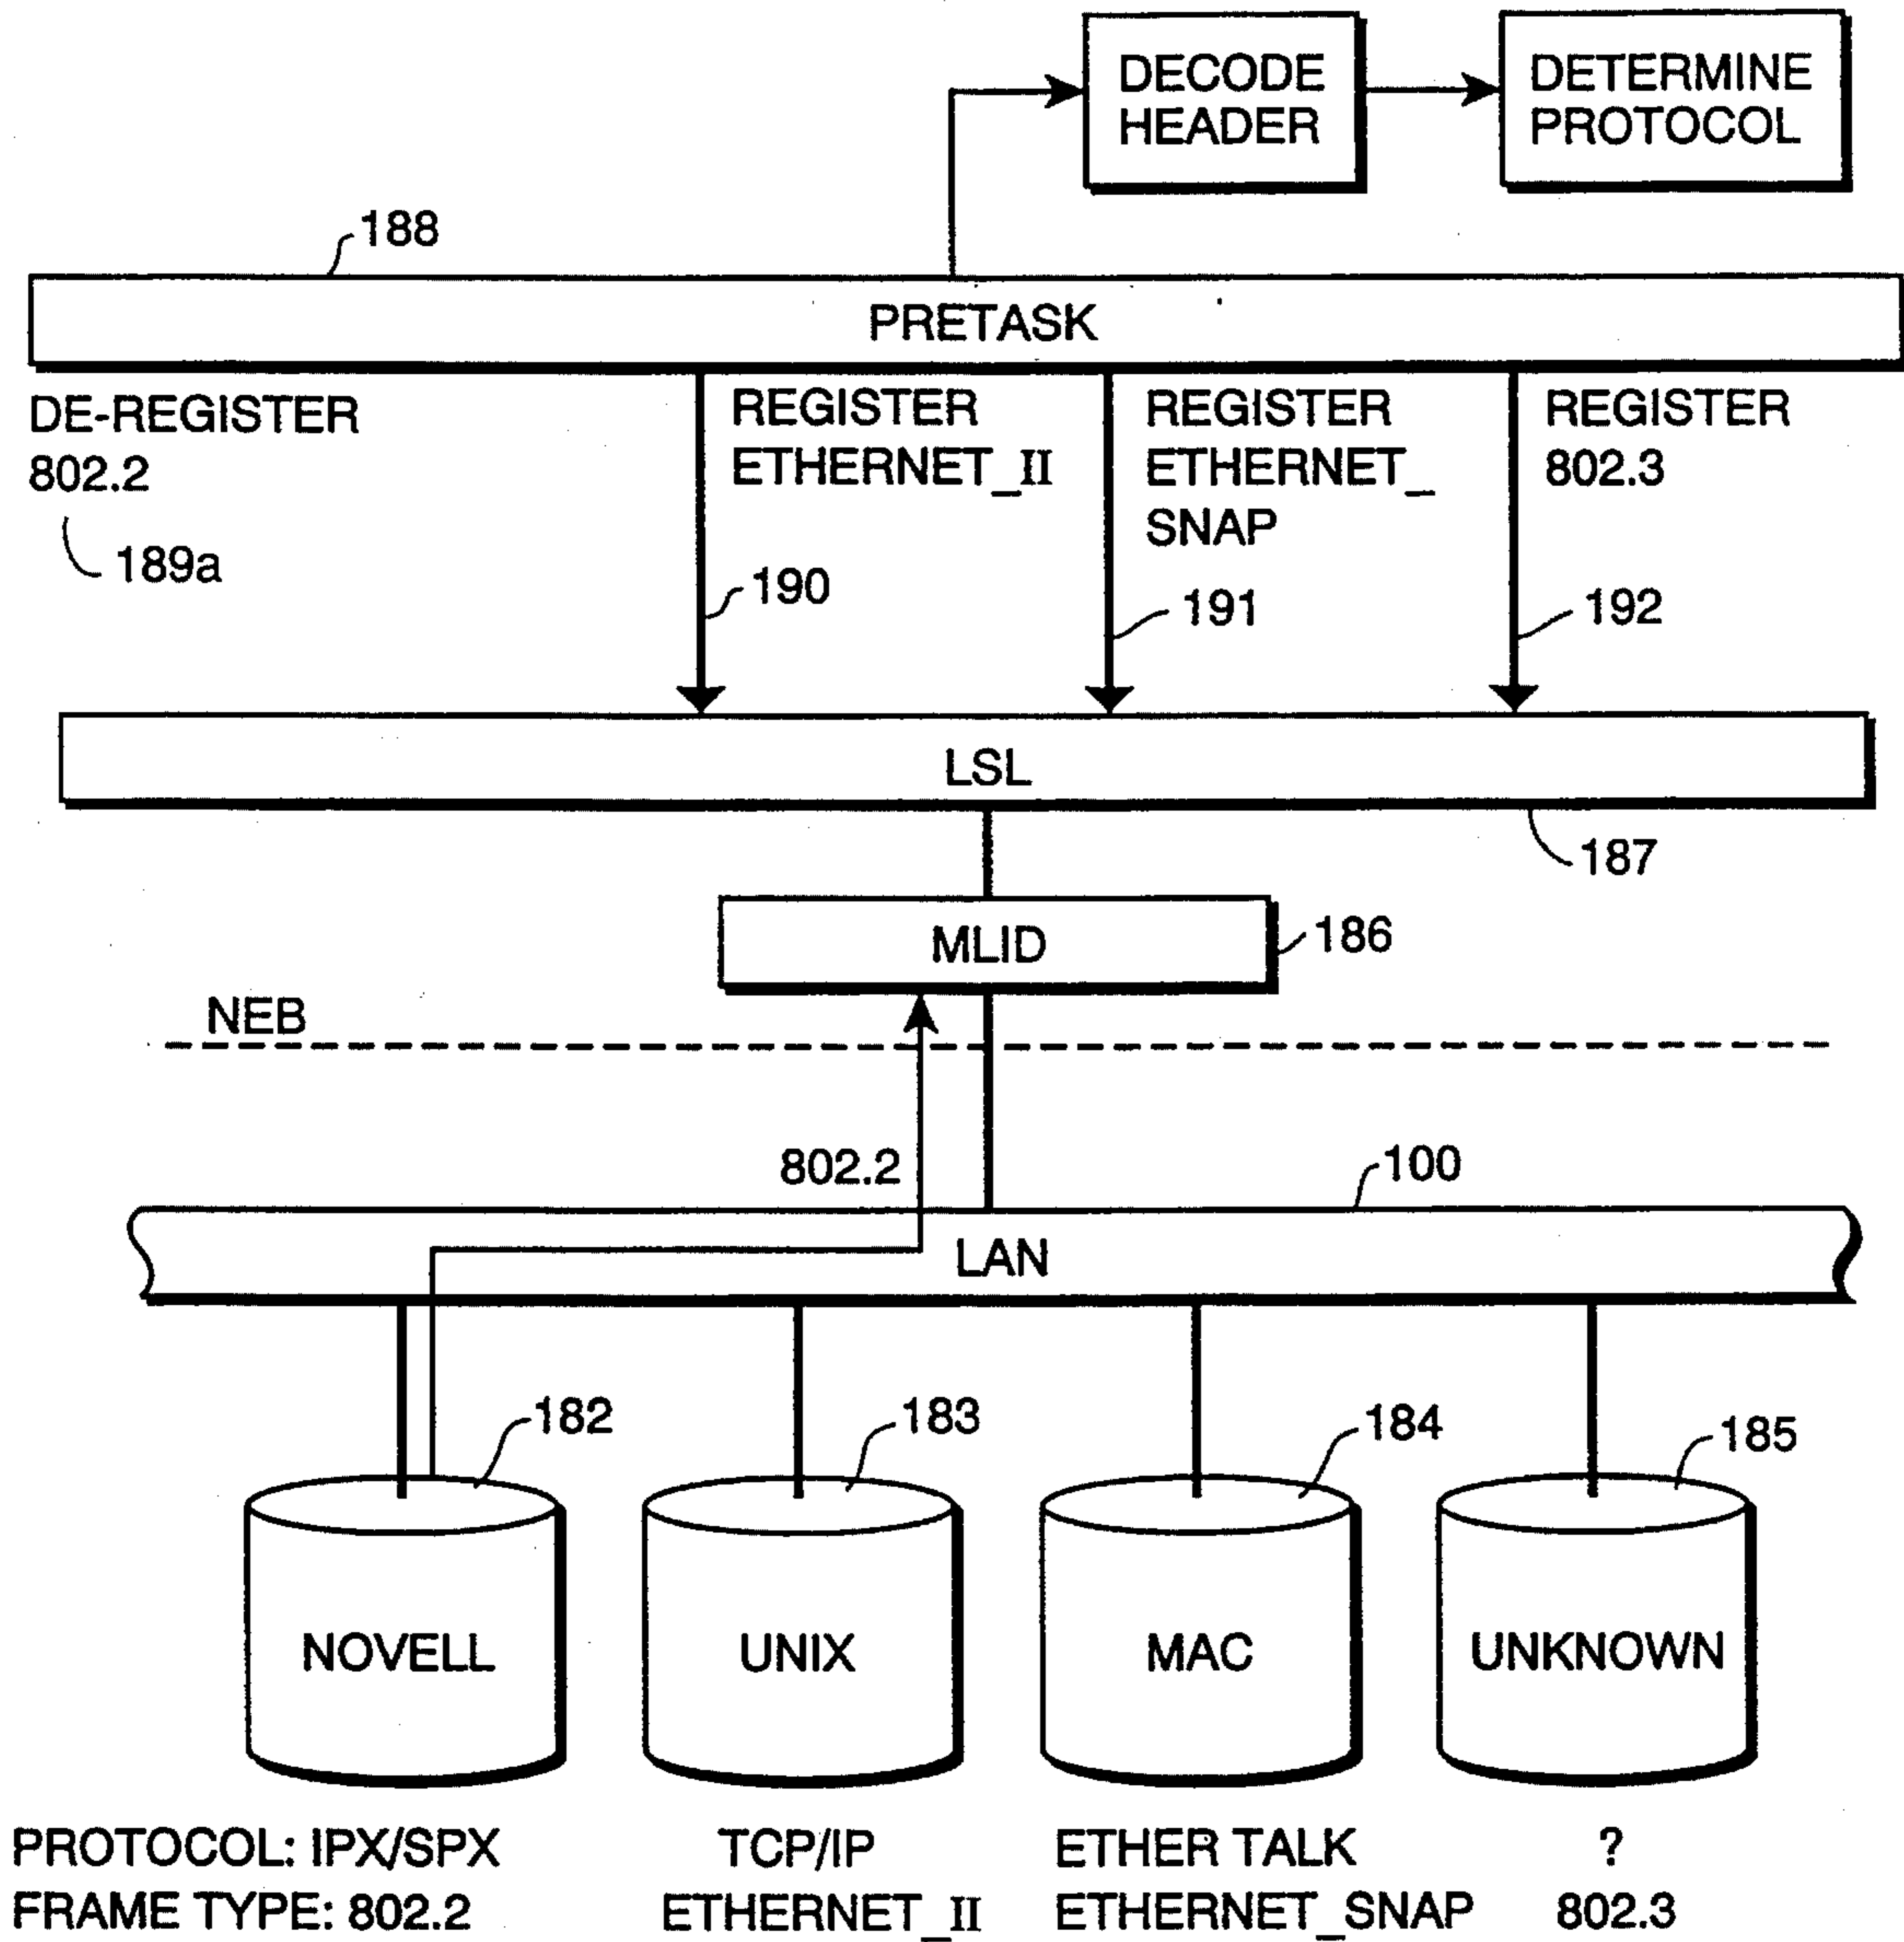 DECODE
HEADER
DETERMINE
PROTOCOL
188
PRETASK
DE-REGISTER
802.2
189a
REGISTER
ETHERNET_II
190
REGISTER
ETHERNET_
SNAP
191
REGISTER
802.3
192
LSL
187
MLID
186
NEB
802.2
100
LAN
182
183
184
185
NOVELL
UNIX
MAC
UNKNOWN
PROTOCOL: IPX/SPX
TCP/IP
ETHER TALK
?
FRAME TYPE: 802.2
ETHERNET_II
ETHERNET_SNAP
802.3